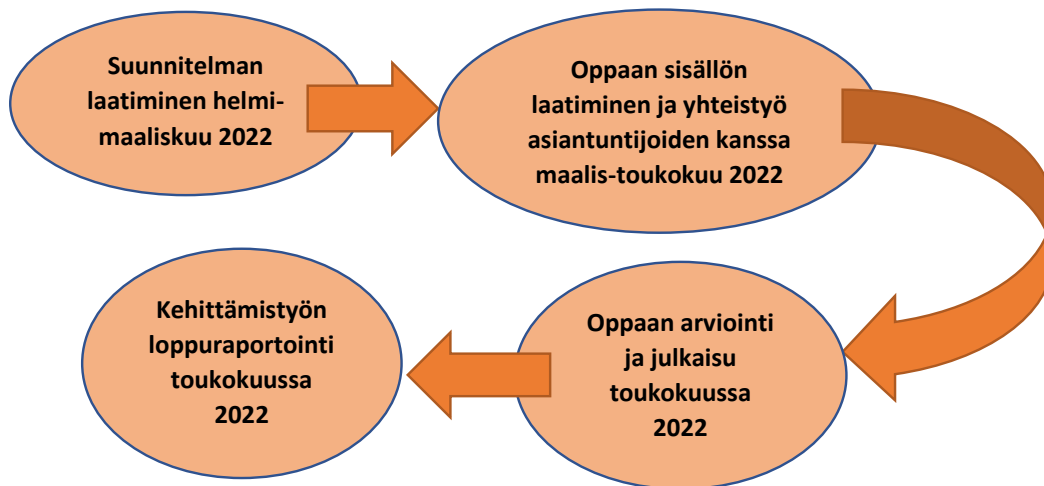 Suunnitelman
laatiminen helmi-
maaliskuu 2022
Oppaan sisällön
laatiminen ja yhteistyö
asiantuntijoiden kanssa
maalis-toukokuu 2022
Oppaan arviointi
ja julkaisu
toukokuussa
2022
Kehittämistyön
loppuraportointi
toukokuussa
2022